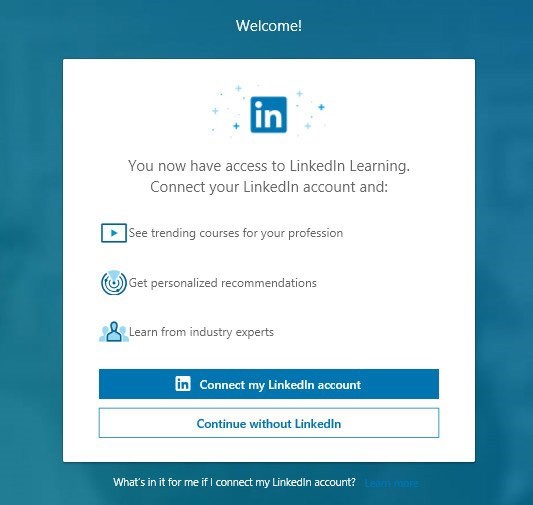 Welcome!
in
You now have access to LinkedIn Learning.
Connect your LinkedIn account and:
See trending courses for your profession
Get personalized recommendations
Learn from industry experts
in Connect my LinkedIn account
Continue without LinkedIn
What's in it for me if I connect my LinkedIn account? Learn more